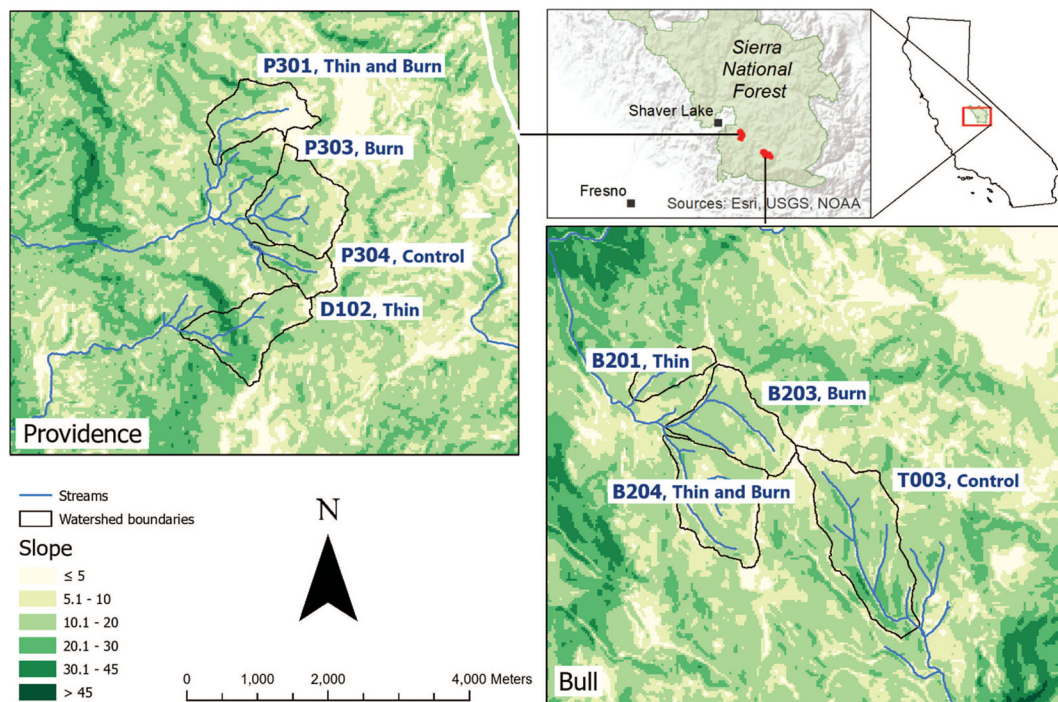 P301, Thin and Burn
P303, Burn
P304, Control
D102, Thin
Providence
Sierra
National
Forest
Shaver Lake
Fresno
Sources: Esri, USGS, NOAA
B201, Thin
B203, Burn
B204, Thin and Burn
T003, Control
Bull
Streams
Watershed boundaries
Slope
≤ 5
5.1 - 10
10.1 - 20
20.1 - 30
30.1 - 45
> 45
N
0 1,000 2,000 4,000 Meters